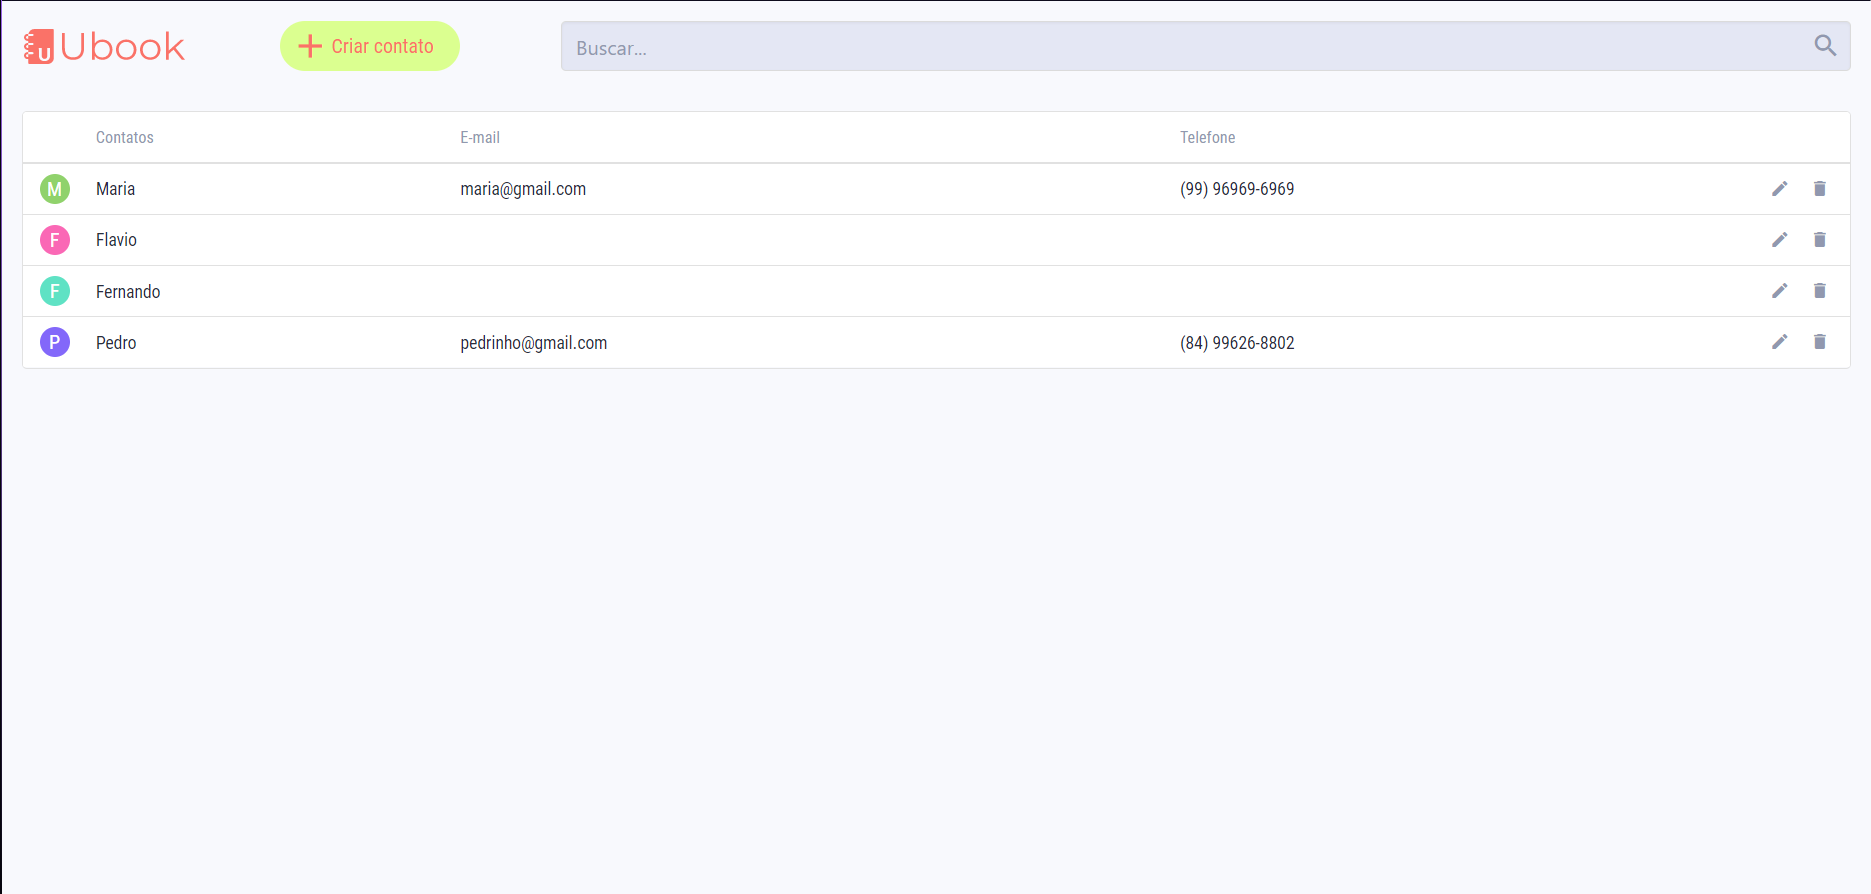 U Ubook
Criar contato
Buscar...
Contatos E-mail Telefone
M Maria maria@gmail.com (99) 96969-6969
F Flavio
F Fernando
P Pedro pedrinho@gmail.com (84) 99626-8802